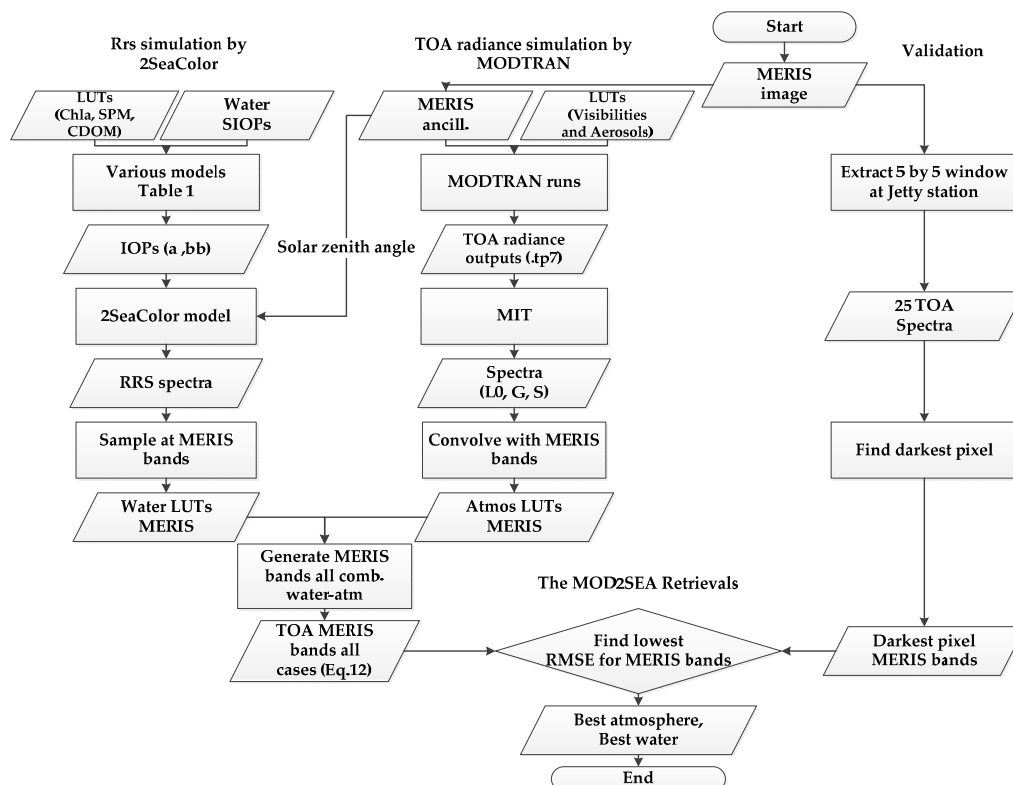 Start
Rrs simulation by
2SeaColor
TOA radiance simulation by
MODTRAN
Validation
MERIS
image
LUTs
(Chla, SPM,
CDOM)
Water
SIOPs
MERIS
ancill.
LUTs
(Visibilities
and Aerosols)
Various models
Table 1
MODTRAN runs
Extract 5 by 5 window
at Jetty station
IOPs (a ,bb)
Solar zenith angle
TOA radiance
outputs (.tp7)
2SeaColor model
MIT
25 TOA
Spectra
RRS spectra
Spectra
(L0, G, S)
Sample at MERIS
bands
Convolve with MERIS
bands
Find darkest pixel
Water LUTs
MERIS
Atmos LUTs
MERIS
Generate MERIS
bands all comb.
water-atm
The MOD2SEA Retrievals
TOA MERIS
bands all
cases (Eq.12)
Find lowest
RMSE for MERIS bands
Darkest pixel
MERIS bands
Best atmosphere,
Best water
End